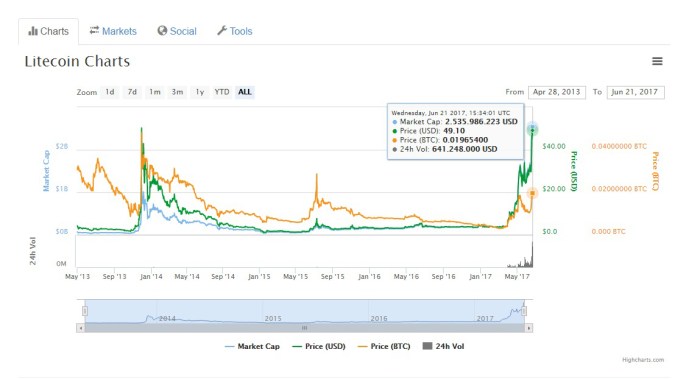 Charts Markets Social Tools
Litecoin Charts
Zoom 1d 7d 1m 3m 1y YTD ALL From Apr 28, 2013 To Jun 21, 2017
Wednesday, Jun 21 2017, 15:34:01 UTC
Market Cap: 2.535.986.223 USD
Price (USD): 49.10
Price (BTC): 0.01965400
24h Vol: 641.248.000 USD
Market Cap
$2B
$1B
$0B
24h Vol
0M
$40.00
$20.00
$0.0
Price (USD)
0.04000000 BTC
0.02000000 BTC
0.000 BTC
Price (BTC)
May '13 Sep '13 Jan '14 May '14 Sep '14 Jan '15 May '15 Sep '15 Jan '16 May '16 Sep '16 Jan '17 May '17
2014 2015 2016 2017
Market Cap Price (USD) Price (BTC) 24h Vol
Highcharts.com